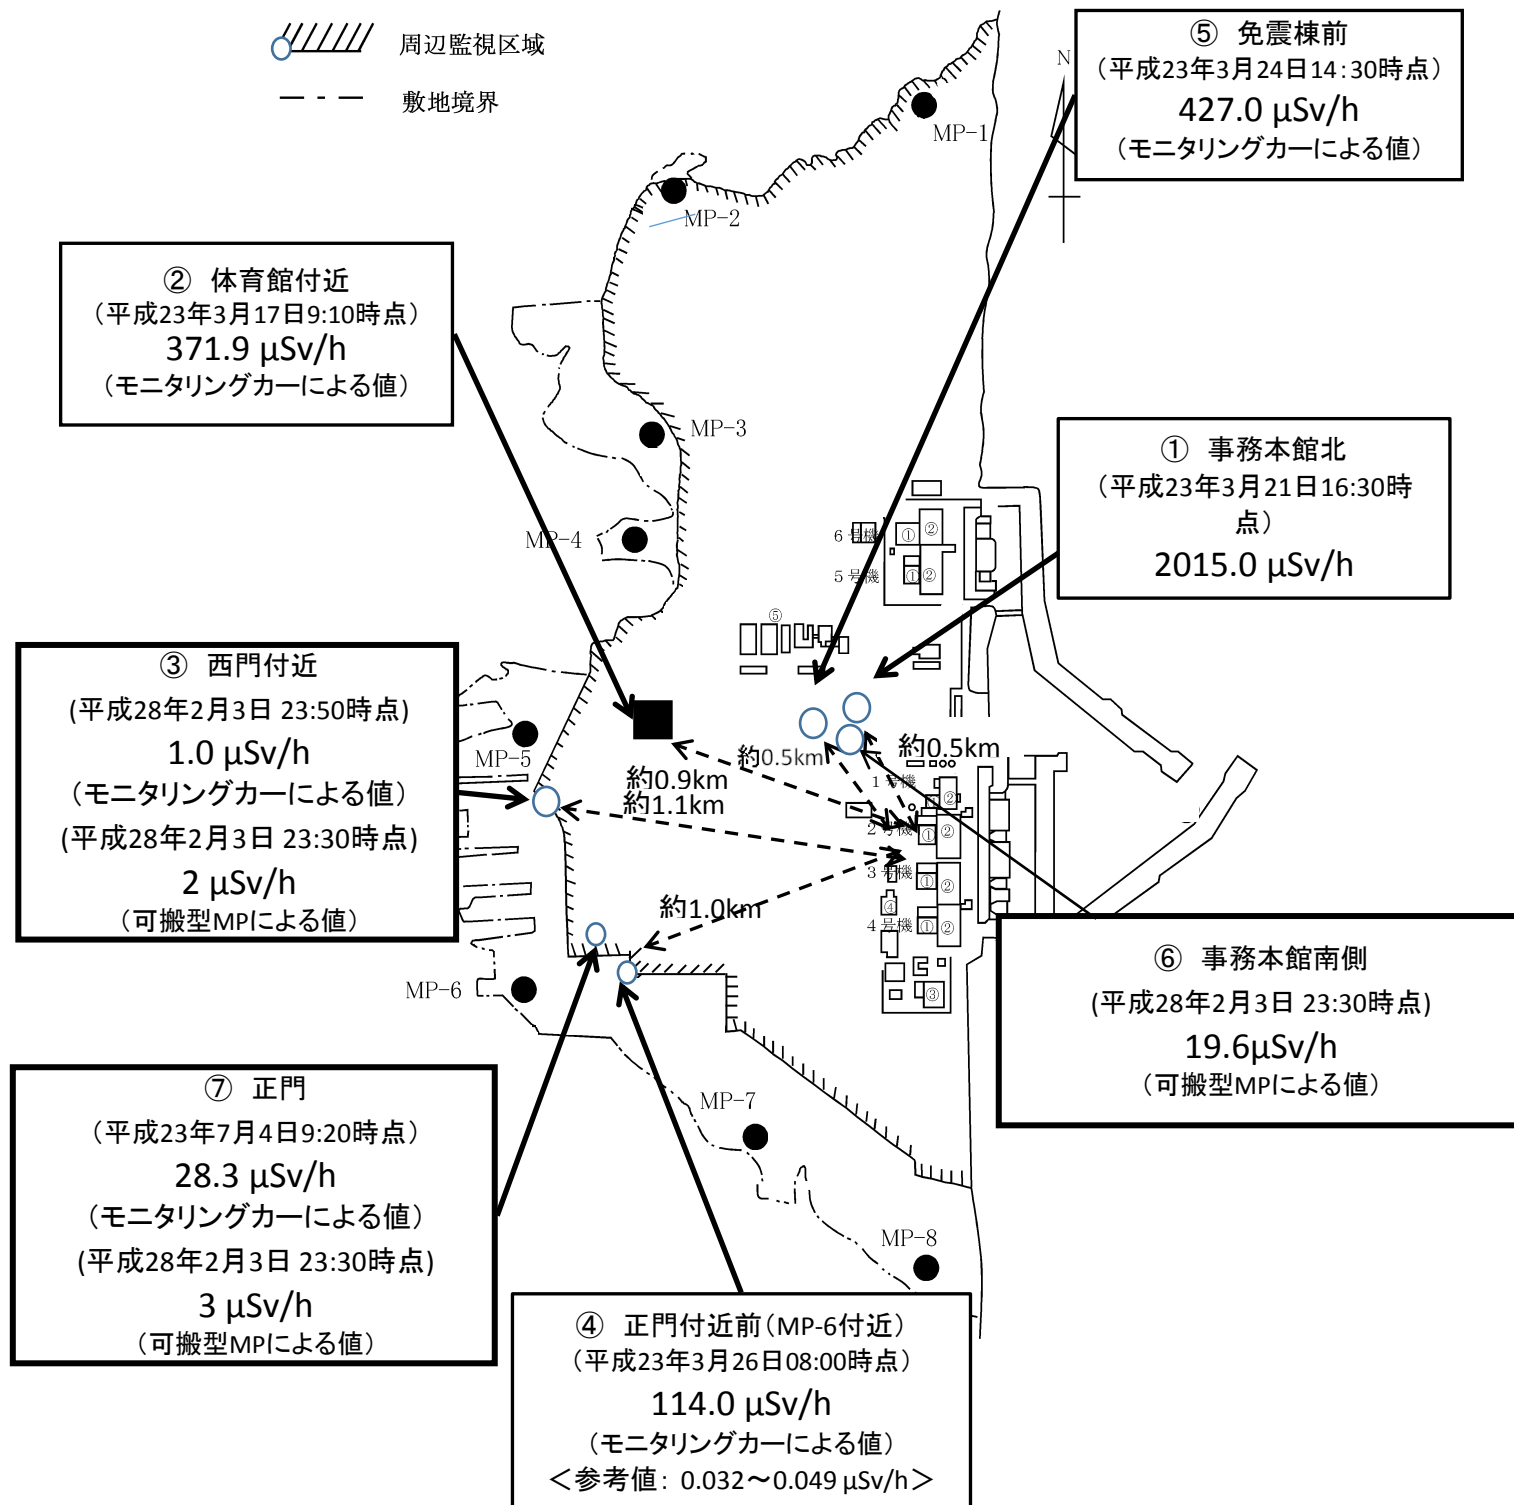 周辺監視区域
敷地境界
N
⑤ 免震棟前
(平成23年3月24日14:30時点)
427.0 μSv/h
(モニタリングカーによる値)
MP-1
MP-2
② 体育館付近
(平成23年3月17日9:10時点)
371.9 μSv/h
(モニタリングカーによる値)
MP-3
① 事務本館北
(平成23年3月21日16:30時
点)
2015.0 μSv/h
MP-4
6号機
① ②
5号機
① ②
⑤
③ 西門付近
(平成28年2月3日 23:50時点)
1.0 μSv/h
(モニタリングカーによる値)
(平成28年2月3日 23:30時点)
2 μSv/h
(可搬型MPによる値)
MP-5
約0.5km
約0.5km
約0.9km
約1.1km
1号機
① ②
2号機
① ②
3号機
① ②
④
4号機
① ②
③
約1.0km
MP-6
⑥ 事務本館南側
(平成28年2月3日 23:30時点)
19.6μSv/h
(可搬型MPによる値)
⑦ 正門
(平成23年7月4日9:20時点)
28.3 μSv/h
(モニタリングカーによる値)
(平成28年2月3日 23:30時点)
3 μSv/h
(可搬型MPによる値)
MP-7
MP-8
④ 正門付近前(MP-6付近)
(平成23年3月26日08:00時点)
114.0 μSv/h
(モニタリングカーによる値)
<参考値: 0.032～0.049 μSv/h>